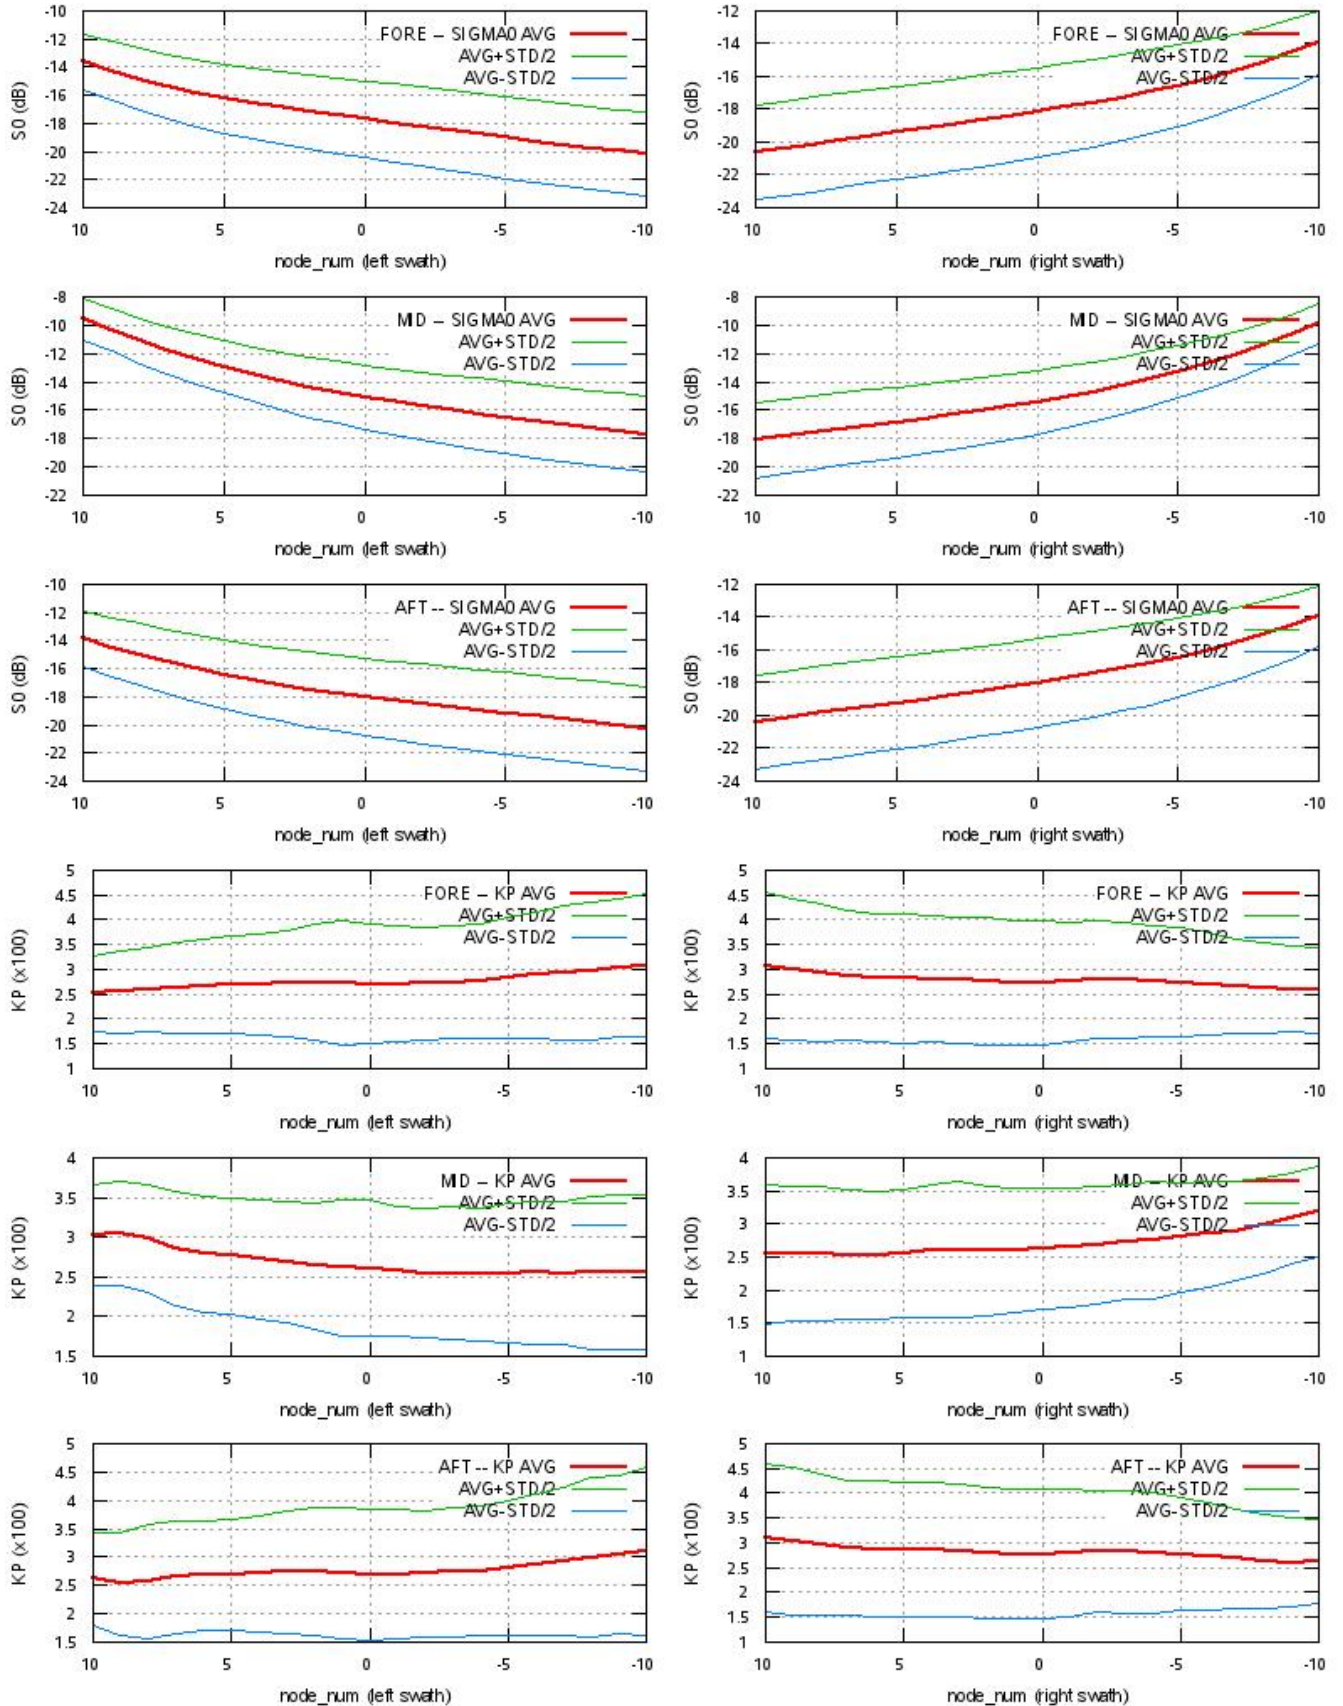 -10
-12
FORE -- SIGMA0 AVG
AVG+STD/2
AVG-STD/2
-14
-16
-18
-20
-22
-24
S0 (dB)
10 5 0 -5 -10
node_num (left swath)
-12
FORE -- SIGMA0 AVG
-14
AVG+STD/2
AVG-STD/2
-16
-18
-20
-22
-24
S0 (dB)
10 5 0 -5 -10
node_num (right swath)
-8
MID -- SIGMA0 AVG
-10
AVG+STD/2
-12
AVG-STD/2
-14
-16
-18
-20
-22
S0 (dB)
10 5 0 -5 -10
node_num (left swath)
-8
MID -- SIGMA0 AVG
-10
AVG+STD/2
-12
AVG-STD/2
-14
-16
-18
-20
-22
S0 (dB)
10 5 0 -5 -10
node_num (right swath)
-10
AFT -- SIGMA0 AVG
-12
AVG+STD/2
-14
AVG-STD/2
-16
-18
-20
-22
-24
S0 (dB)
10 5 0 -5 -10
node_num (left swath)
-12
AFT -- SIGMA0 AVG
-14
AVG+STD/2
AVG-STD/2
-16
-18
-20
-22
-24
S0 (dB)
10 5 0 -5 -10
node_num (right swath)
5
4.5
FORE -- KP AVG
4
AVG+STD/2
3.5
AVG-STD/2
3
2.5
2
1.5
1
KP (x100)
10 5 0 -5 -10
node_num (left swath)
5
4.5
FORE -- KP AVG
4
AVG+STD/2
3.5
AVG-STD/2
3
2.5
2
1.5
1
KP (x100)
10 5 0 -5 -10
node_num (right swath)
4
MID -- KP AVG
3.5
AVG+STD/2
AVG-STD/2
3
2.5
2
1.5
KP (x100)
10 5 0 -5 -10
node_num (left swath)
4
MID -- KP AVG
3.5
AVG+STD/2
3
AVG-STD/2
2.5
2
1.5
1
KP (x100)
10 5 0 -5 -10
node_num (right swath)
5
4.5
AFT -- KP AVG
4
AVG+STD/2
AVG-STD/2
3.5
3
2.5
2
1.5
KP (x100)
10 5 0 -5 -10
node_num (left swath)
5
4.5
AFT -- KP AVG
4
AVG+STD/2
3.5
AVG-STD/2
3
2.5
2
1.5
1
KP (x100)
10 5 0 -5 -10
node_num (right swath)